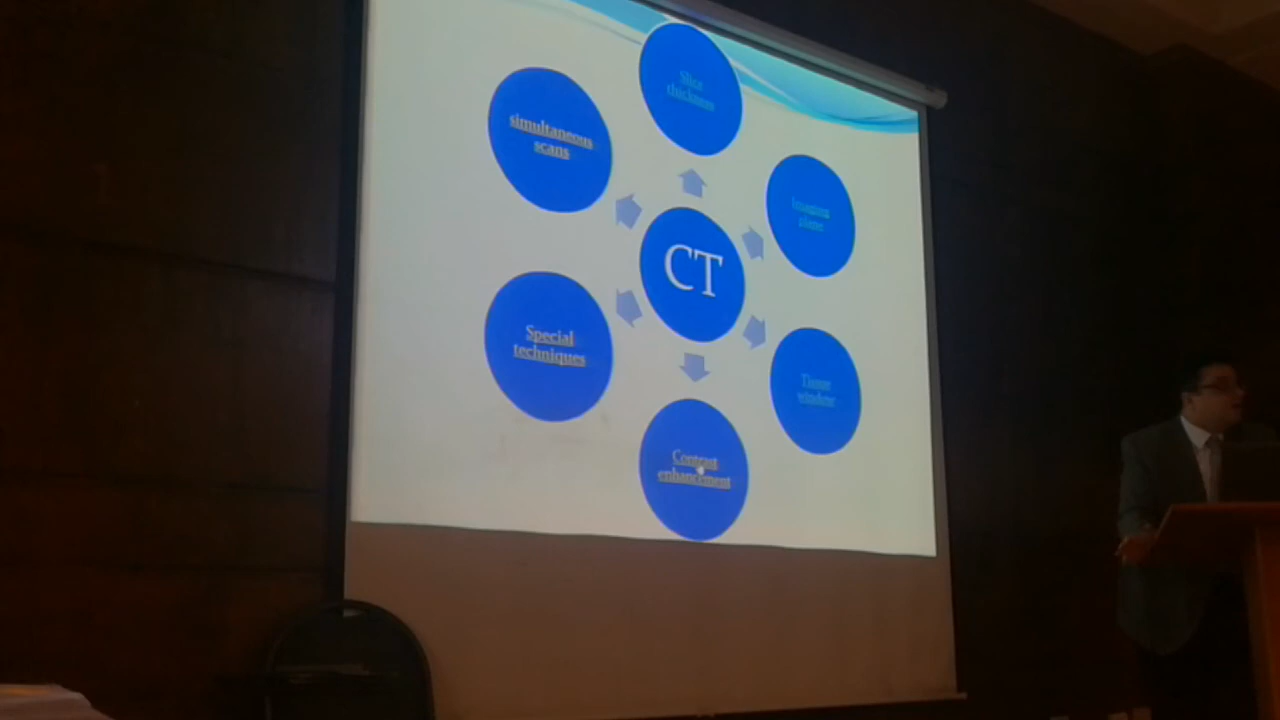 Slice
thickness
simultaneous
scans
Imaging
plane
CT
Special
techniques
Tissue
window
Contrast
enhancement